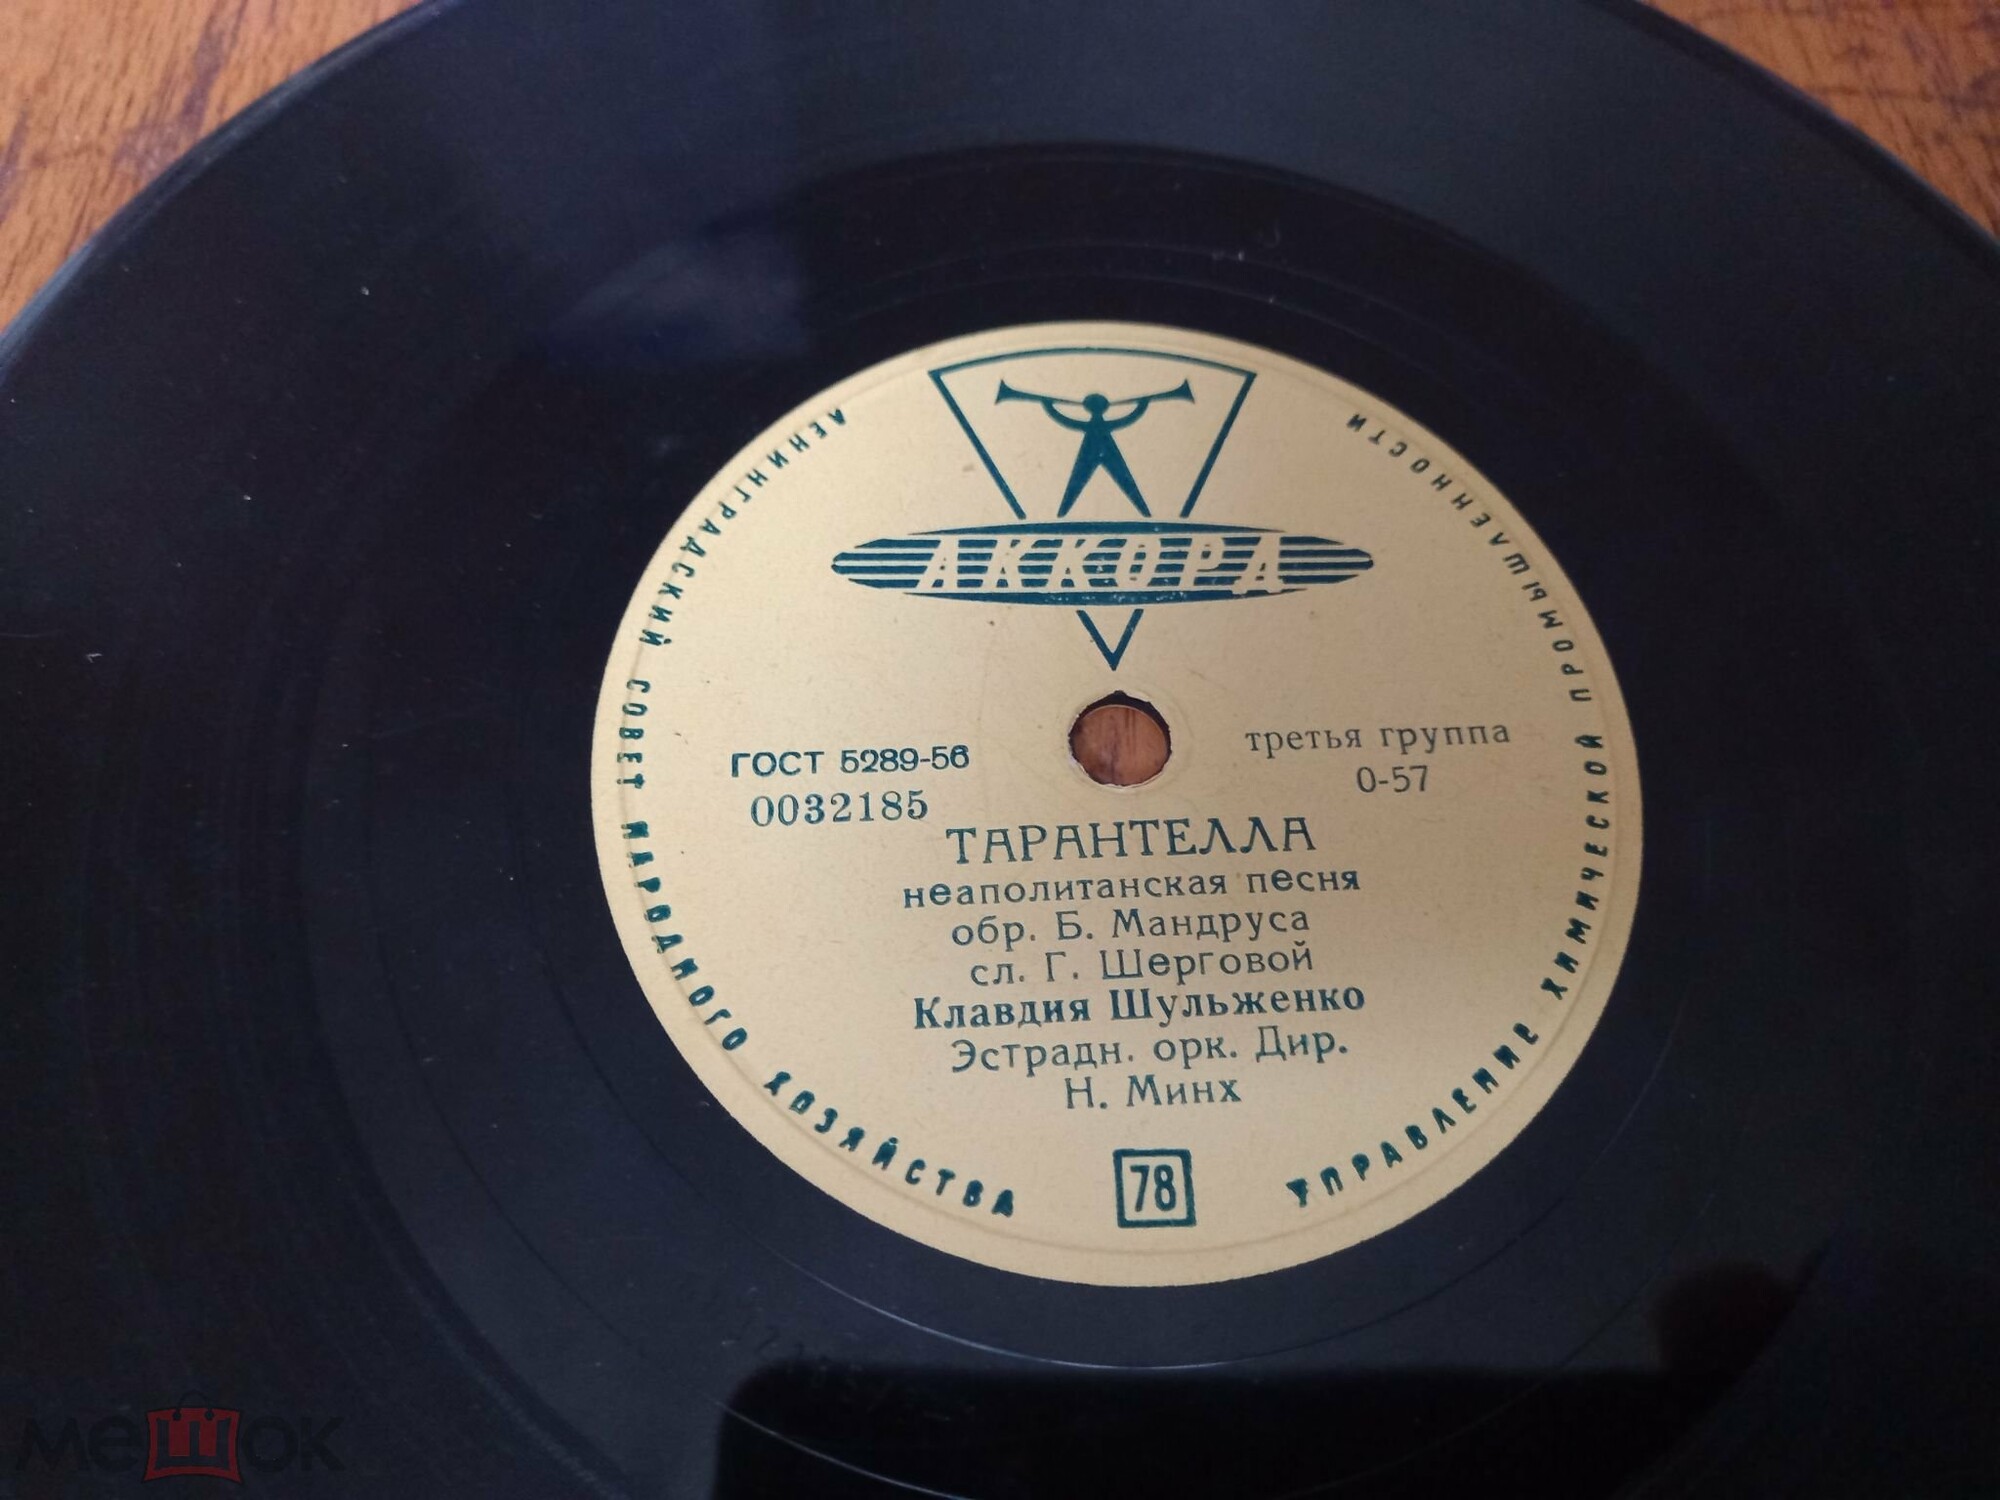 АККОРД
ЛЕНИНГРАДСКИЙ СОВЕТ НАРОДНОГО ХОЗЯЙСТВА
УПРАВЛЕНИЕ ХИМИЧЕСКОЙ ПРОМЫШЛЕННОСТИ
ГОСТ 5289-56
0032185
третья группа
0-57
ТАРАНТЕЛЛА
неаполитанская песня
обр. Б. Мандруса
сл. Г. Шерговой
Клавдия Шульженко
Эстрадн. орк. Дир.
Н. Минх
78
мешок